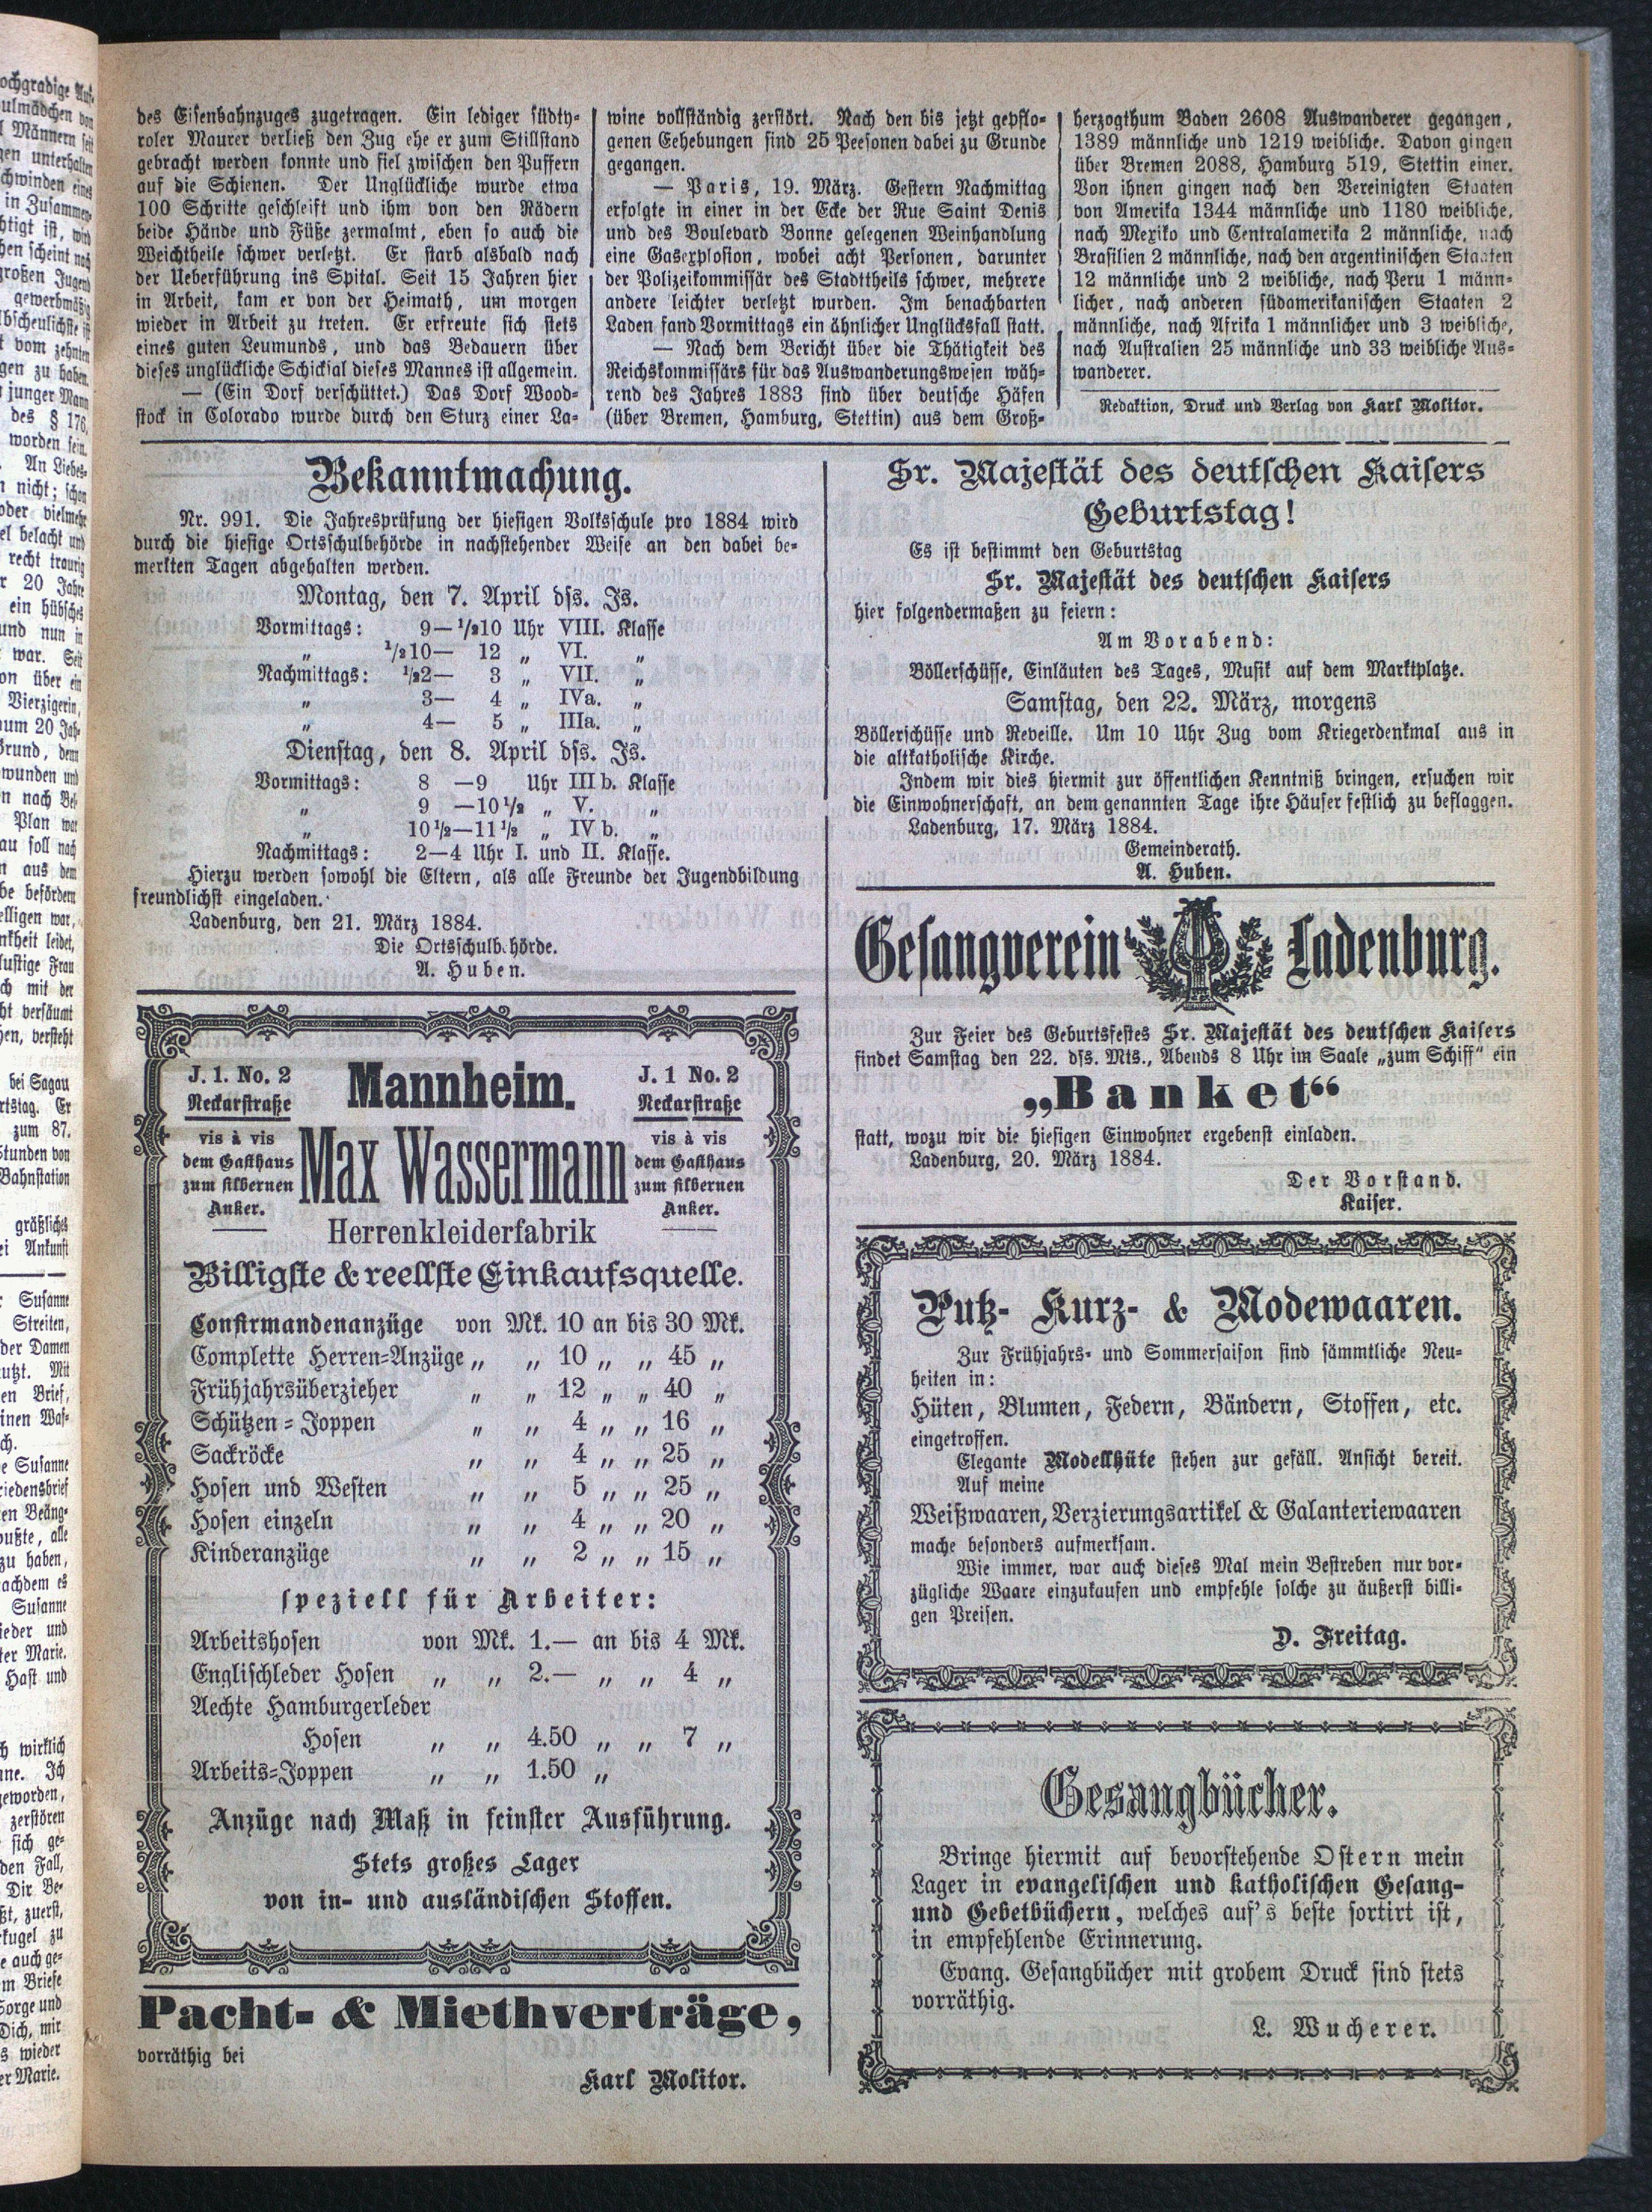 des Eisenbahnzuges zugetragen. Ein lediger südty-
roler Maurer verließ den Zug ehe er zum Stillstand
gebracht werden konnte und fiel zwischen den Puffern
auf die Schienen. Der Unglückliche wurde etwa
100 Schritte geschleift und ihm von den Rädern
beide Hände und Füße zermalmt, eben so auch die
Weichtheile schwer verletzt. Er starb alsbald nach
der Ueberführung ins Spital. Seit 15 Jahren hier
in Arbeit, kam er von der Heimath, um morgen
wieder in Arbeit zu treten. Er erfreute sich stets
eines guten Leumunds, und das Bedauern über
dieses unglückliche Schicksal dieses Mannes ist allgemein.
— (Ein Dorf verschüttet.) Das Dorf Wood-
stock in Colorado wurde durch den Sturz einer La-
wine vollständig zerstört. Nach den bis jetzt gepflo-
genen Eehebungen sind 25 Peesonen dabei zu Grunde
gegangen.
— Paris, 19. März. Gestern Nachmittag
erfolgte in einer in der Ecke der Rue Saint Denis
und des Boulevard Bonne gelegenen Weinhandlung
eine Gasexplosion, wobei acht Personen, darunter
der Polizeikommissär des Stadttheils schwer, mehrere
andere leichter verletzt wurden. Im benachbarten
Laden fand Vormittags ein ähnlicher Unglücksfall statt.
— Nach dem Bericht über die Thätigkeit des
Reichskommissärs für das Auswanderungswesen wäh-
rend des Jahres 1883 sind über deutsche Häfen
(über Bremen, Hamburg, Stettin) aus dem Groß-
herzogthum Baden 2608 Auswanderer gegangen,
1389 männliche und 1219 weibliche. Davon gingen
über Bremen 2088, Hamburg 519, Stettin einer.
Von ihnen gingen nach den Vereinigten Staaten
von Amerika 1344 männliche und 1180 weibliche,
nach Mexiko und Centralamerika 2 männliche, nach
Brasilien 2 männliche, nach den argentinischen Staaten
12 männliche und 2 weibliche, nach Peru 1 männ-
licher, nach anderen südamerikanischen Staaten 2
männliche, nach Afrika 1 männlicher und 3 weibliche,
nach Australien 25 männliche und 33 weibliche Aus-
wanderer.
Redaktion, Druck und Verlag von Karl Molitor.
Bekanntmachung.
Nr. 991. Die Jahresprüfung der hiesigen Volksschule pro 1884 wird
durch die hiesige Ortsschulbehörde in nachstehender Weise an den dabei be-
merkten Tagen abgehalten werden.
Montag, den 7. April dss. Js.
Vormittags: 9—1/210 Uhr VIII. Klasse
„ 1/210— 12 „ VI. „
Nachmittags: 1/22— 3 „ VII. „
„ 3— 4 „ IVa. „
„ 4— 5 „ IIIa. „
Dienstag, den 8. April dss. Js.
Vormittags: 8 —9 Uhr III b. Klasse
„ 9 —10 1/2 „ V. „
„ 10 1/2—11 1/2 „ IV b. „
Nachmittags: 2—4 Uhr I. und II. Klasse.
Hierzu werden sowohl die Eltern, als alle Freunde der Jugendbildung
freundlichst eingeladen.
Ladenburg, den 21. März 1884.
Die Ortsschulb.hörde.
A. Huben.
J. 1. No. 2 Mannheim. J. 1 No. 2
Neckarstraße Neckarstraße
vis à vis Max Wassermann vis à vis
dem Gasthaus dem Gasthaus
zum silbernen zum silbernen
Anker. Anker.
Herrenkleiderfabrik
Billigste & reellste Einkaufsquelle.
Confirmandenanzüge von Mk. 10 an bis 30 Mk.
Complette Herren-Anzüge „ „ 10 „ „ 45 „
Frühjahrsüberzieher „ „ 12 „ „ 40 „
Schützen-Joppen „ „ 4 „ „ 16 „
Sackröcke „ „ 4 „ „ 25 „
Hosen und Westen „ „ 5 „ „ 25 „
Hosen einzeln „ „ 4 „ „ 20 „
Kinderanzüge „ „ 2 „ „ 15 „
speziell für Arbeiter:
Arbeitshosen von Mk. 1.— an bis 4 Mk.
Englischleder Hosen „ „ 2.— „ „ 4 „
Aechte Hamburgerleder
Hosen „ „ 4.50 „ „ 7 „
Arbeits-Joppen „ „ 1.50 „
Anzüge nach Maß in feinster Ausführung.
Stets großes Lager
von in- und ausländischen Stoffen.
Pacht- & Miethverträge,
vorräthig bei
Karl Molitor.
Sr. Majestät des deutschen Kaisers
Geburtstag!
Es ist bestimmt den Geburtstag
Sr. Majestät des deutschen Kaisers
hier folgendermaßen zu feiern:
Am Vorabend:
Böllerschüsse, Einläuten des Tages, Musik auf dem Marktplatze.
Samstag, den 22. März, morgens
Böllerschüsse und Reveille. Um 10 Uhr Zug vom Kriegerdenkmal aus in
die altkatholische Kirche.
Indem wir dies hiermit zur öffentlichen Kenntniß bringen, ersuchen wir
die Einwohnerschaft, an dem genannten Tage ihre Häuser festlich zu beflaggen.
Ladenburg, 17. März 1884.
Gemeinderath.
A. Huben.
Gesangverein Ladenburg.
Zur Feier des Geburtsfestes Sr. Majestät des deutschen Kaisers
findet Samstag den 22. dss. Mts., Abends 8 Uhr im Saale „zum Schiff“ ein
„Banket“
statt, wozu wir die hiesigen Einwohner ergebenst einladen.
Ladenburg, 20. März 1884.
Der Vorstand.
Kaiser.
Putz- Kurz- & Modewaaren.
Zur Frühjahrs- und Sommersaison sind sämmtliche Neu-
heiten in:
Hüten, Blumen, Federn, Bändern, Stoffen, etc.
eingetroffen.
Elegante Modellhüte stehen zur gefäll. Ansicht bereit.
Auf meine
Weißwaaren, Verzierungsartikel & Galanteriewaaren
mache besonders aufmerksam.
Wie immer, war auch dieses Mal mein Bestreben nur vor-
zügliche Waare einzukaufen und empfehle solche zu äußerst billi-
gen Preisen.
D. Freitag.
Gesangbücher.
Bringe hiermit auf bevorstehende Ostern mein
Lager in evangelischen und katholischen Gesang-
und Gebetbüchern, welches auf's beste sortirt ist,
in empfehlende Erinnerung.
Evang. Gesangbücher mit grobem Druck sind stets
vorräthig.
L. Wucherer.